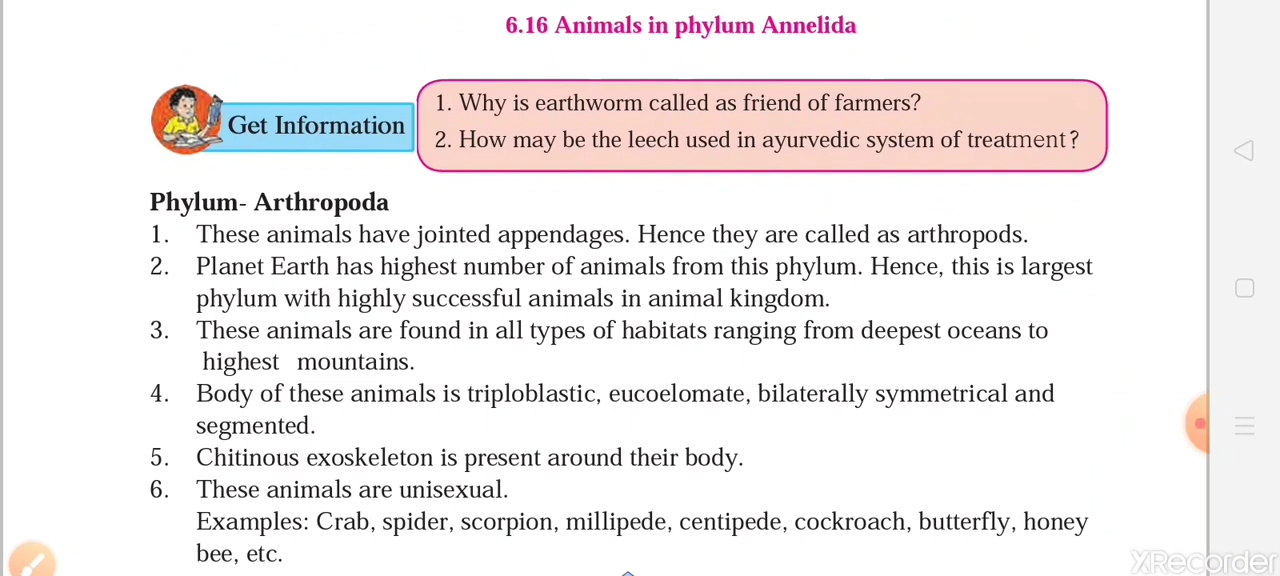 6.16 Animals in phylum Annelida
Get Information
1. Why is earthworm called as friend of farmers?
2. How may be the leech used in ayurvedic system of treatment?
Phylum- Arthropoda
1. These animals have jointed appendages. Hence they are called as arthropods.
2. Planet Earth has highest number of animals from this phylum. Hence, this is largest
phylum with highly successful animals in animal kingdom.
3. These animals are found in all types of habitats ranging from deepest oceans to
highest mountains.
4. Body of these animals is triploblastic, eucoelomate, bilaterally symmetrical and
segmented.
5. Chitinous exoskeleton is present around their body.
6. These animals are unisexual.
Examples: Crab, spider, scorpion, millipede, centipede, cockroach, butterfly, honey
bee, etc.
XRecorder